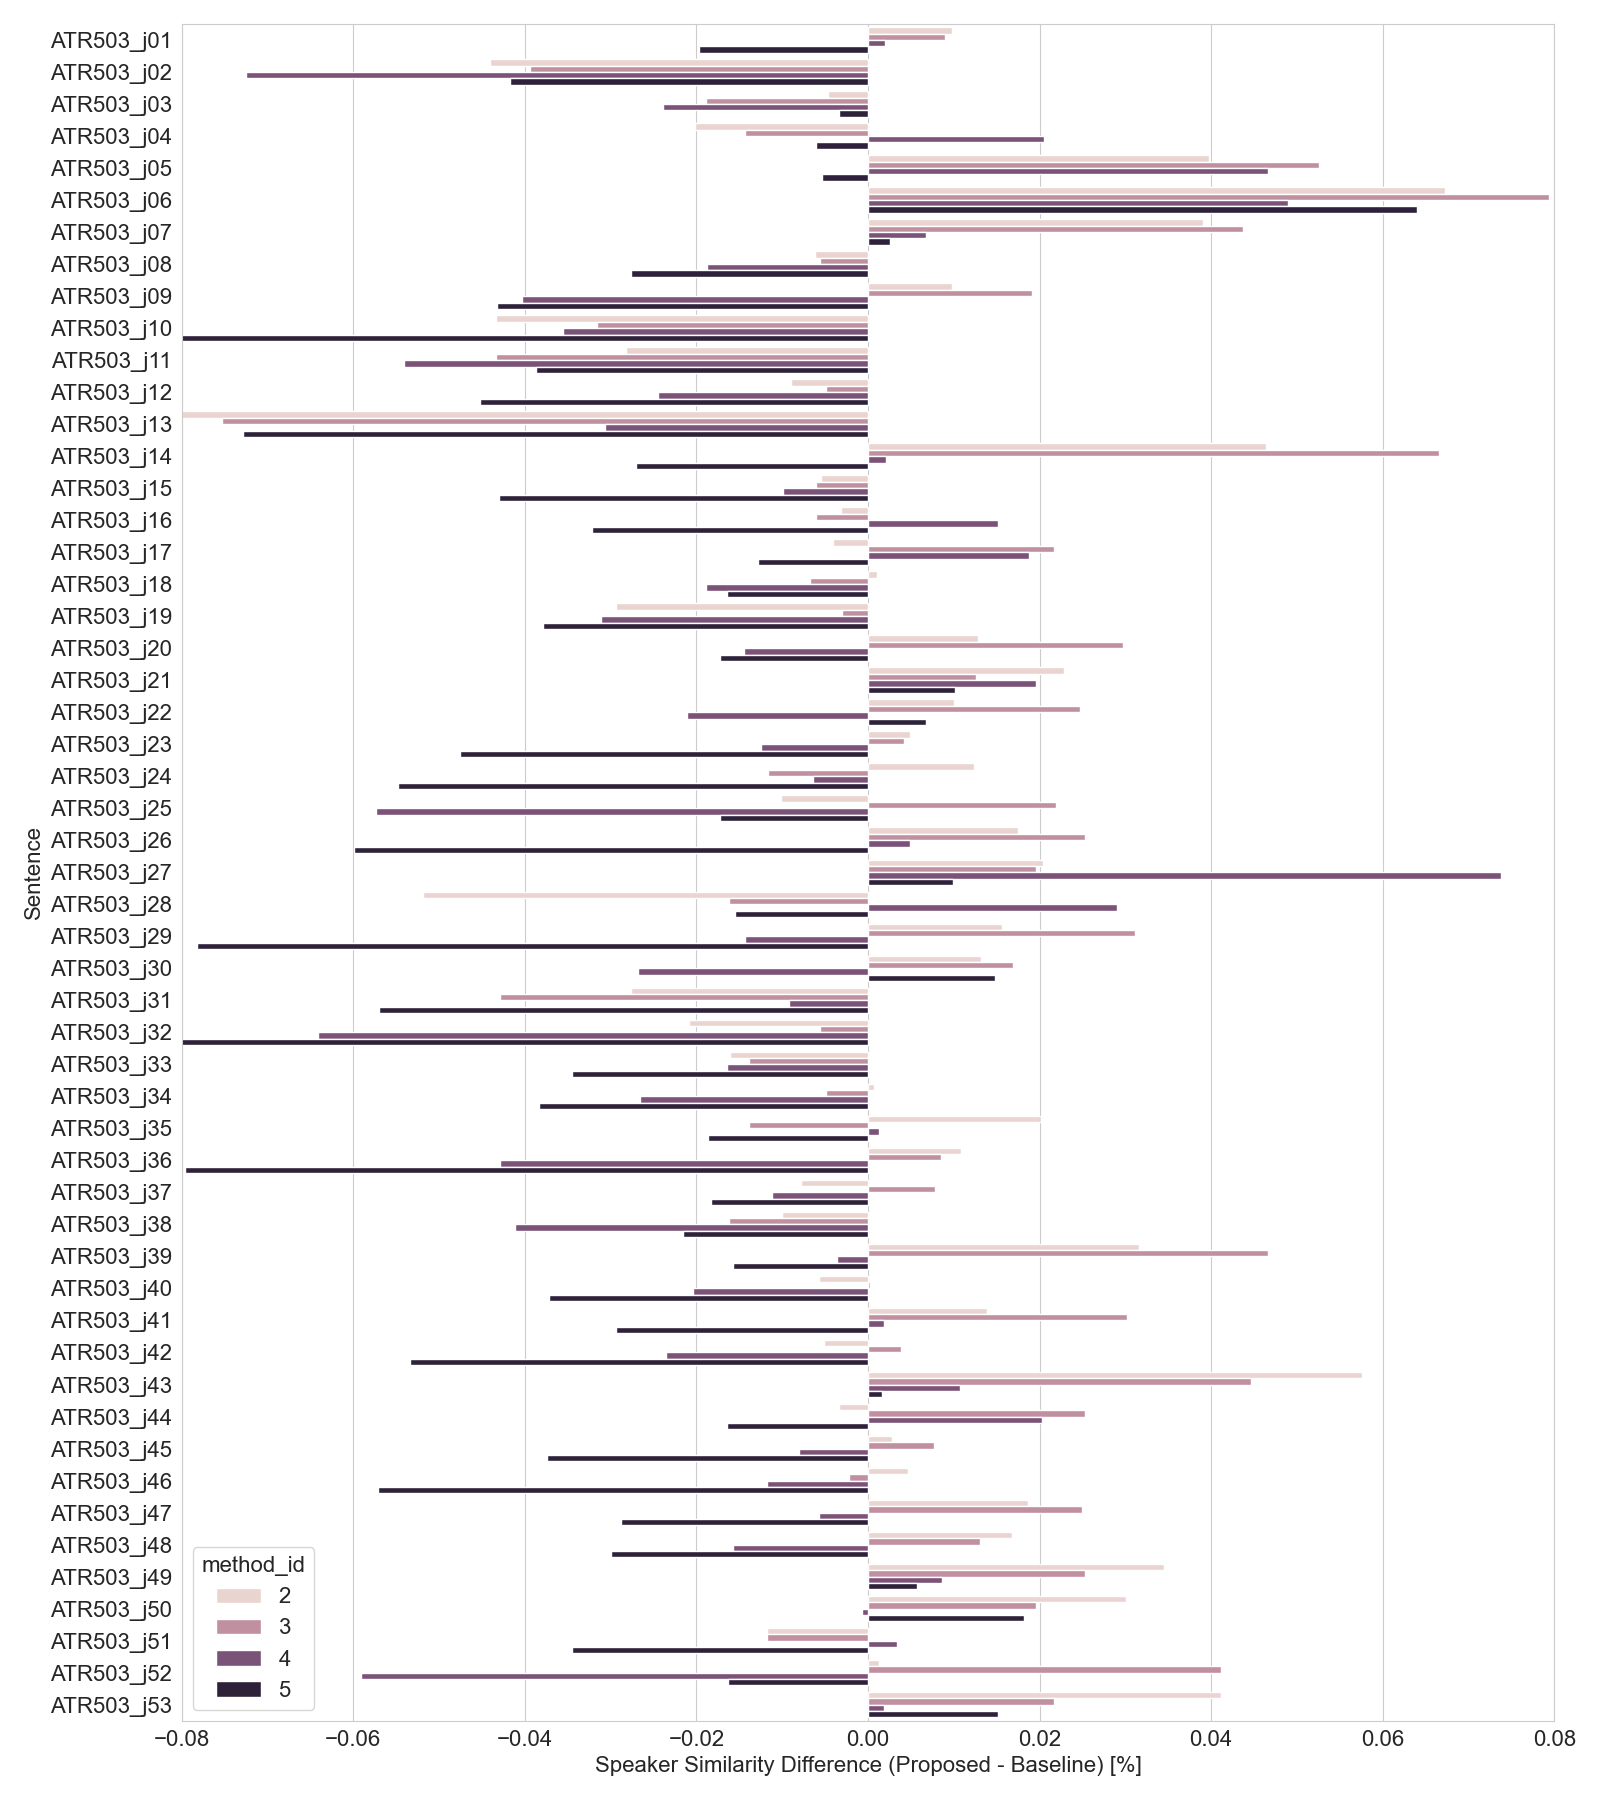 ATR503_j01
ATR503_j02
ATR503_j03
ATR503_j04
ATR503_j05
ATR503_j06
ATR503_j07
ATR503_j08
ATR503_j09
ATR503_j10
ATR503_j11
ATR503_j12
ATR503_j13
ATR503_j14
ATR503_j15
ATR503_j16
ATR503_j17
ATR503_j18
ATR503_j19
ATR503_j20
ATR503_j21
ATR503_j22
ATR503_j23
ATR503_j24
ATR503_j25
ATR503_j26
ATR503_j27
ATR503_j28
ATR503_j29
ATR503_j30
ATR503_j31
ATR503_j32
ATR503_j33
ATR503_j34
ATR503_j35
ATR503_j36
ATR503_j37
ATR503_j38
ATR503_j39
ATR503_j40
ATR503_j41
ATR503_j42
ATR503_j43
ATR503_j44
ATR503_j45
ATR503_j46
ATR503_j47
ATR503_j48
ATR503_j49
ATR503_j50
ATR503_j51
ATR503_j52
ATR503_j53
Sentence
method_id
2
3
4
5
−0.08 −0.06 −0.04 −0.02 0.00 0.02 0.04 0.06 0.08
Speaker Similarity Difference (Proposed - Baseline) [%]